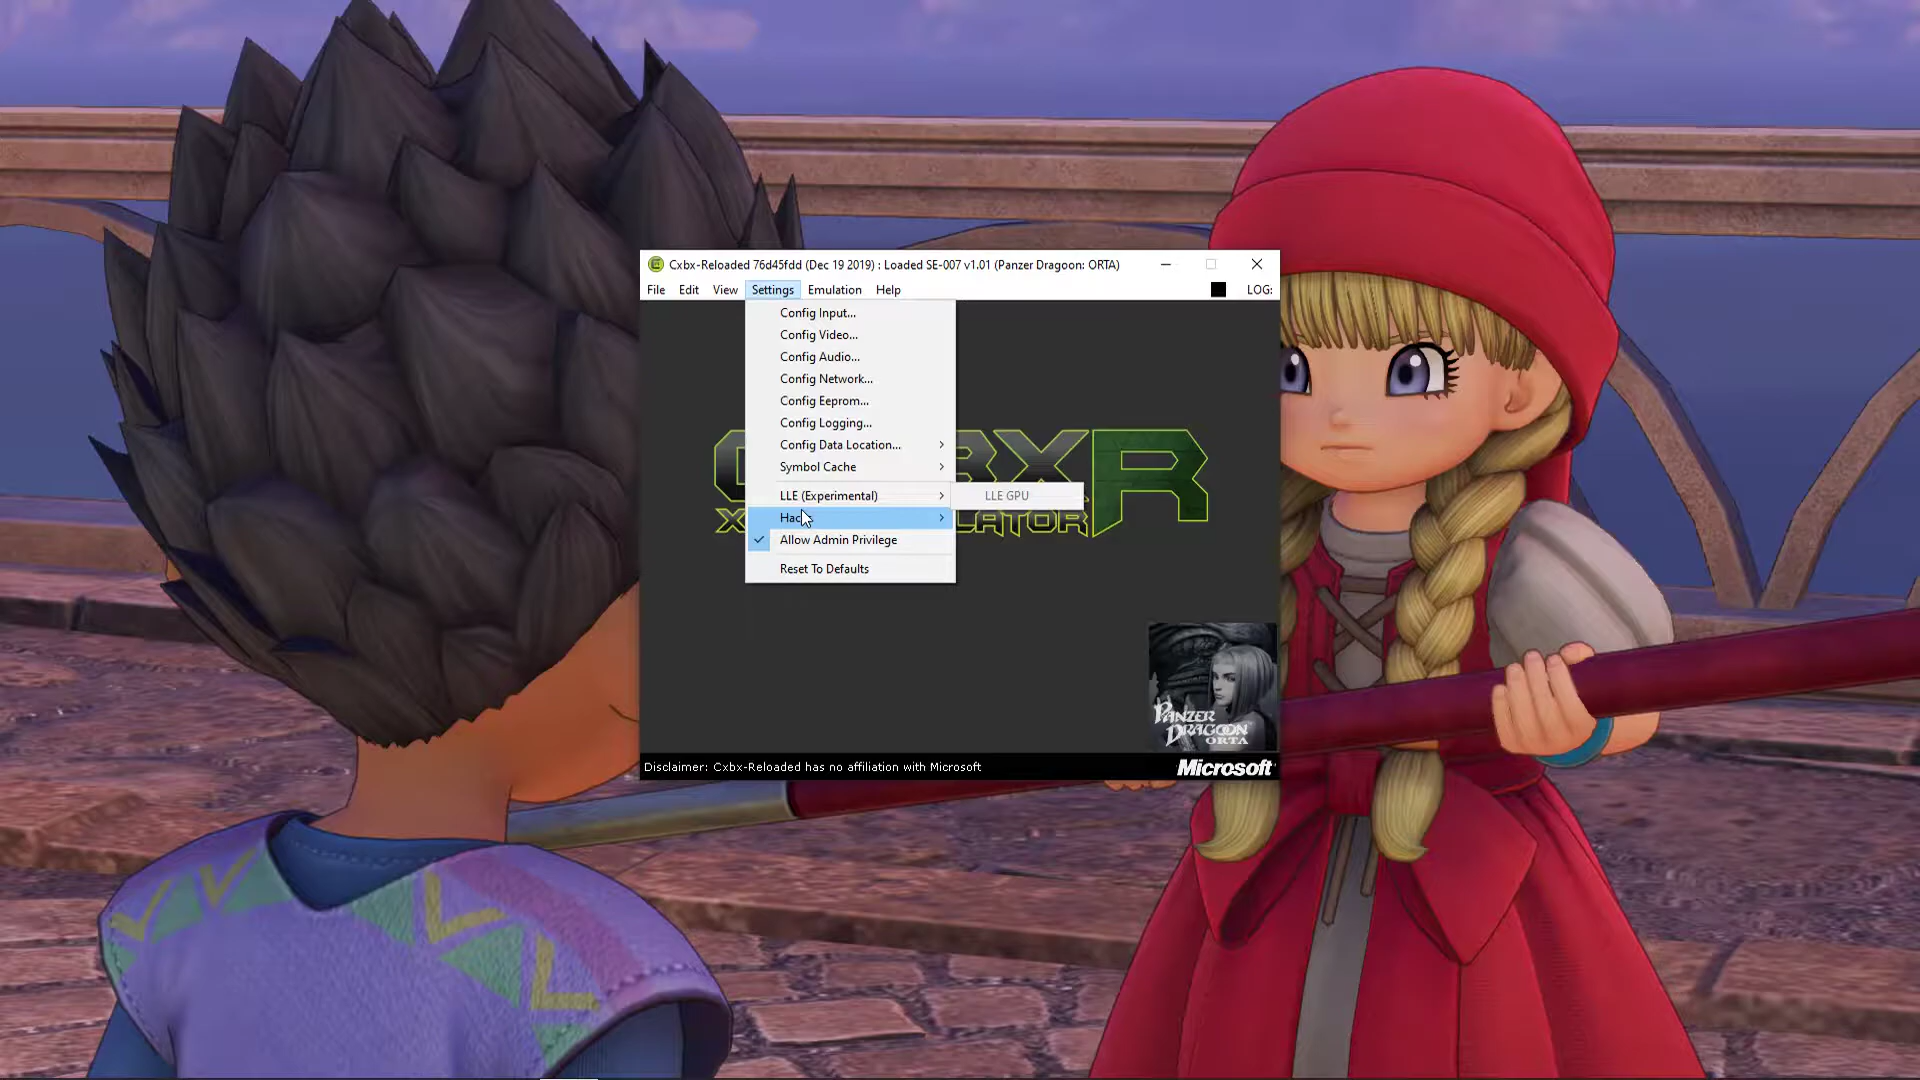 Cxbx-Reloaded 76d45fdd (Dec 19 2019) : Loaded SE-007 v1.01 (Panzer Dragoon: ORTA)
File Edit View Settings Emulation Help LOG:
Config Input...
Config Video...
Config Audio...
Config Network...
Config Eeprom...
Config Logging...
Config Data Location...
Symbol Cache
LLE (Experimental)
LLE GPU
Allow Admin Privilege
Reset To Defaults
PANZER
DRAGOON
ORTA
Disclaimer: Cxbx-Reloaded has no affiliation with Microsoft
Microsoft